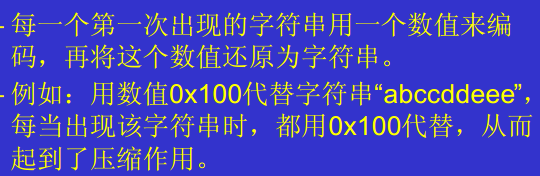 - 每一个第一次出现的字符串用一个数值来编
码，再将这个数值还原为字符串。
- 例如：用数值0x100代替字符串“abccddeee”，
每当出现该字符串时，都用0x100代替，从而
起到了压缩作用。